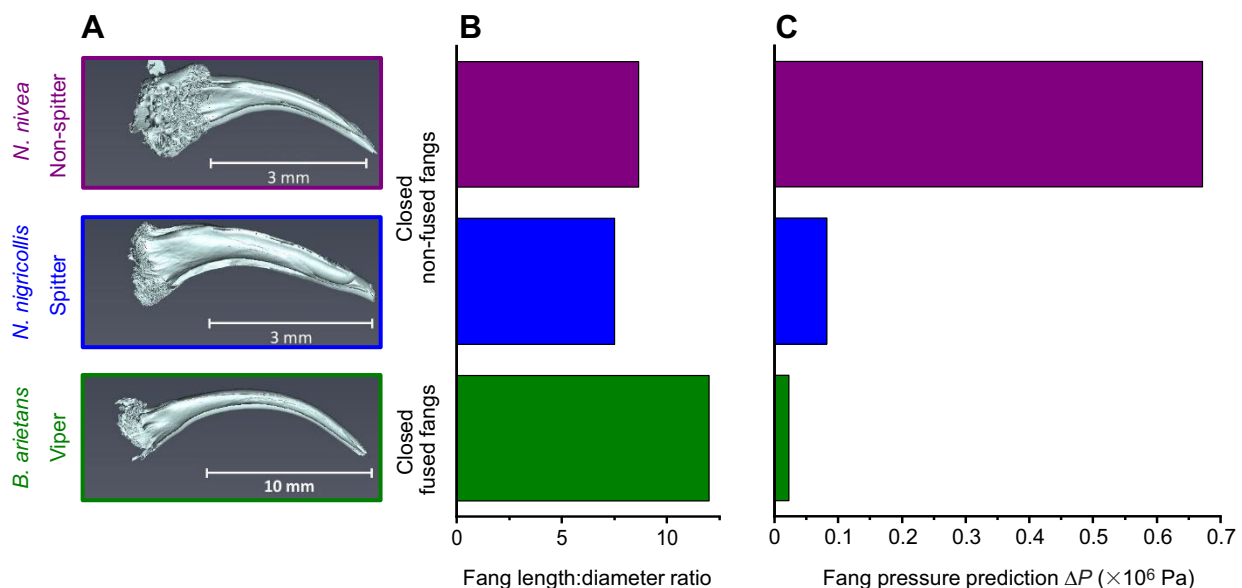 A
B
C
N. nivea
Non-spitter
3 mm
N. nigricollis
Spitter
3 mm
B. arietans
Viper
10 mm
Closed
non-fused fangs
Closed
fused fangs
0 5 10
Fang length:diameter ratio
0 0.1 0.2 0.3 0.4 0.5 0.6 0.7
Fang pressure prediction ΔP (×10⁶ Pa)